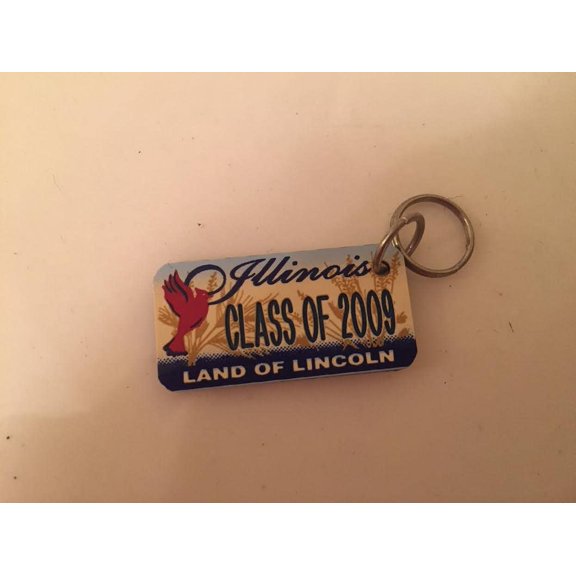 Illinois
CLASS OF 2009
LAND OF LINCOLN